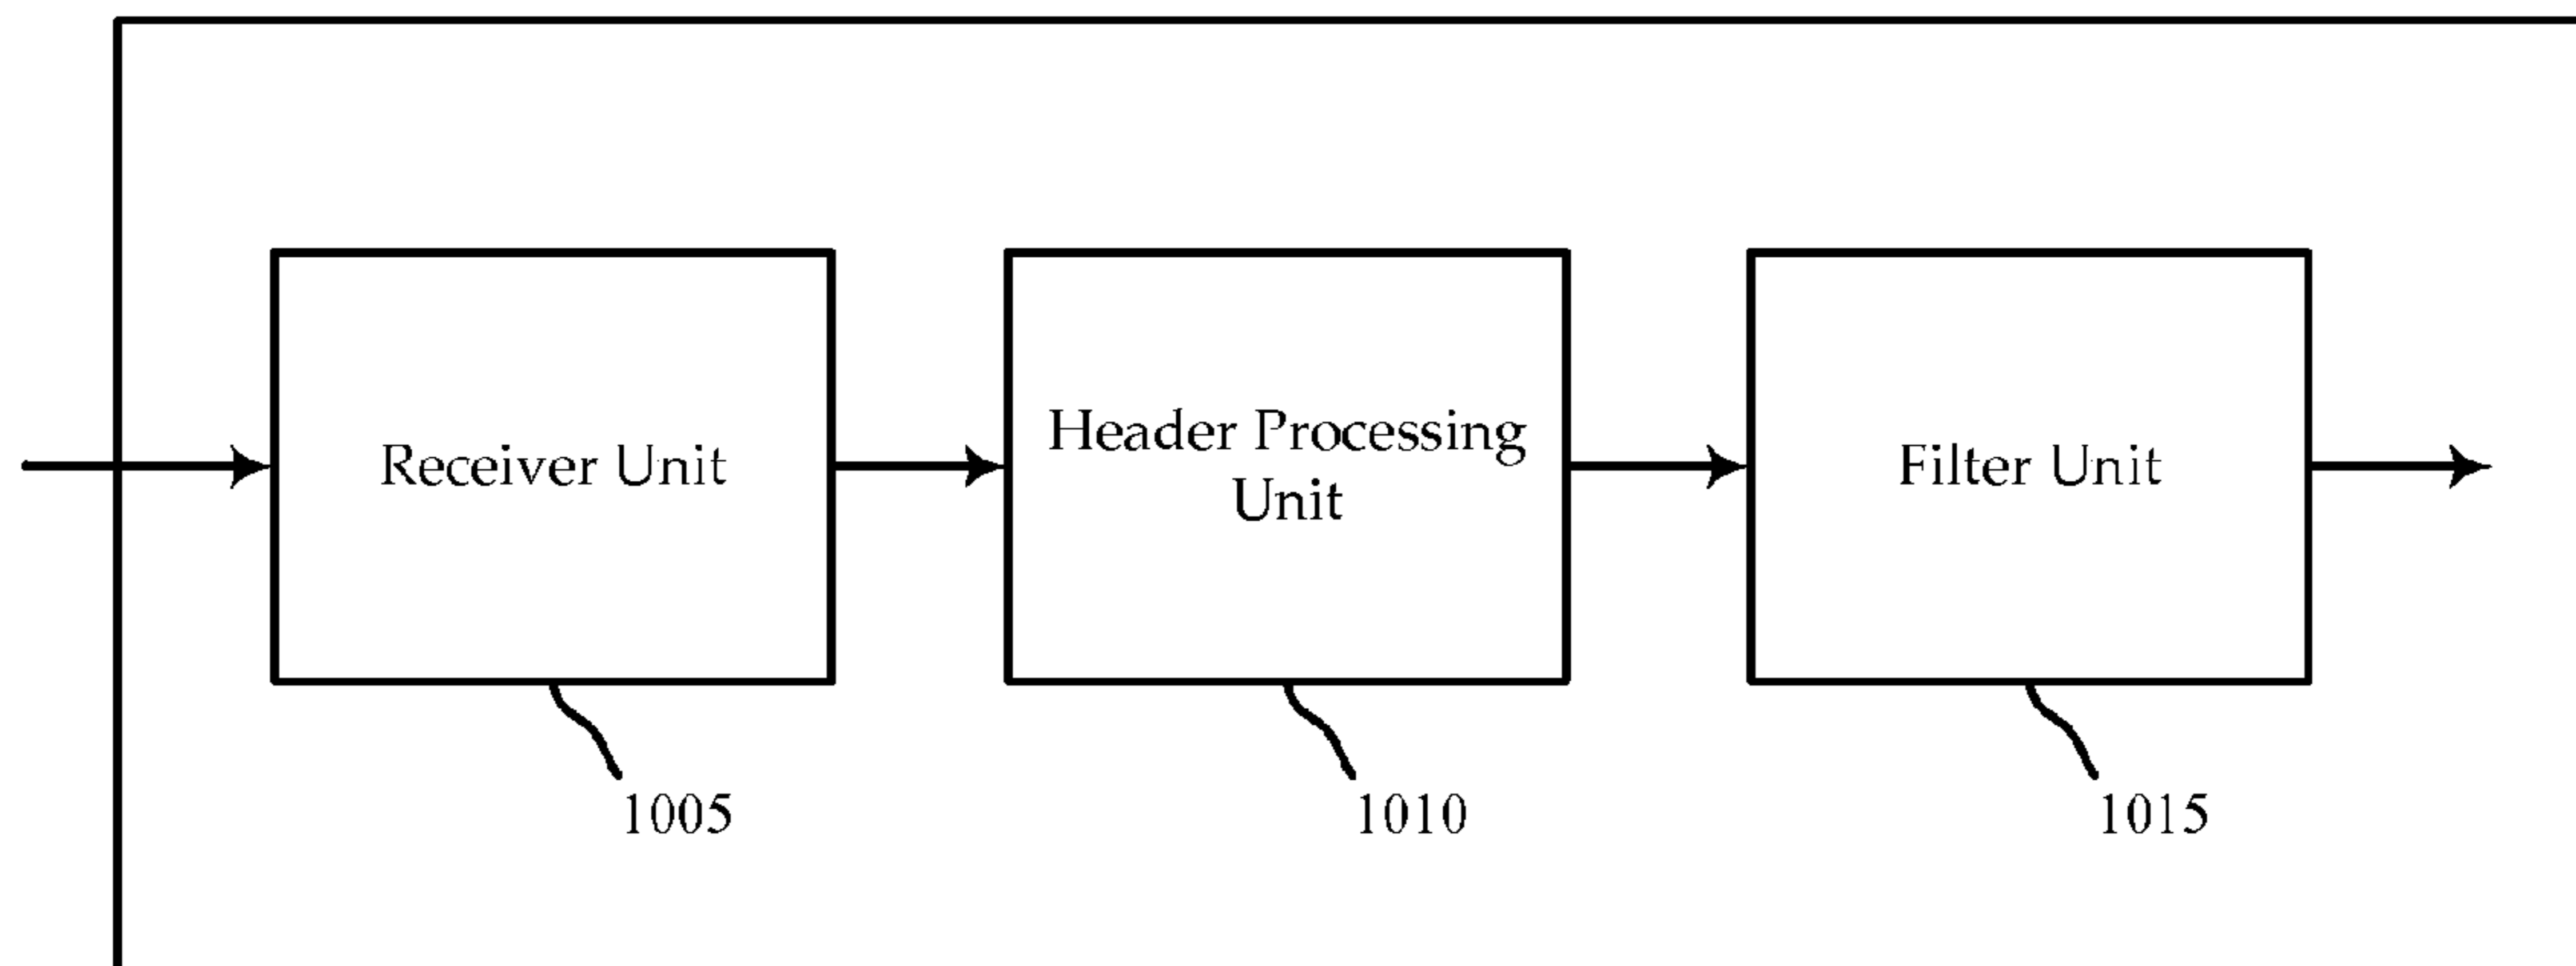 Receiver Unit
Header Processing
Unit
Filter Unit
1005
1010
1015